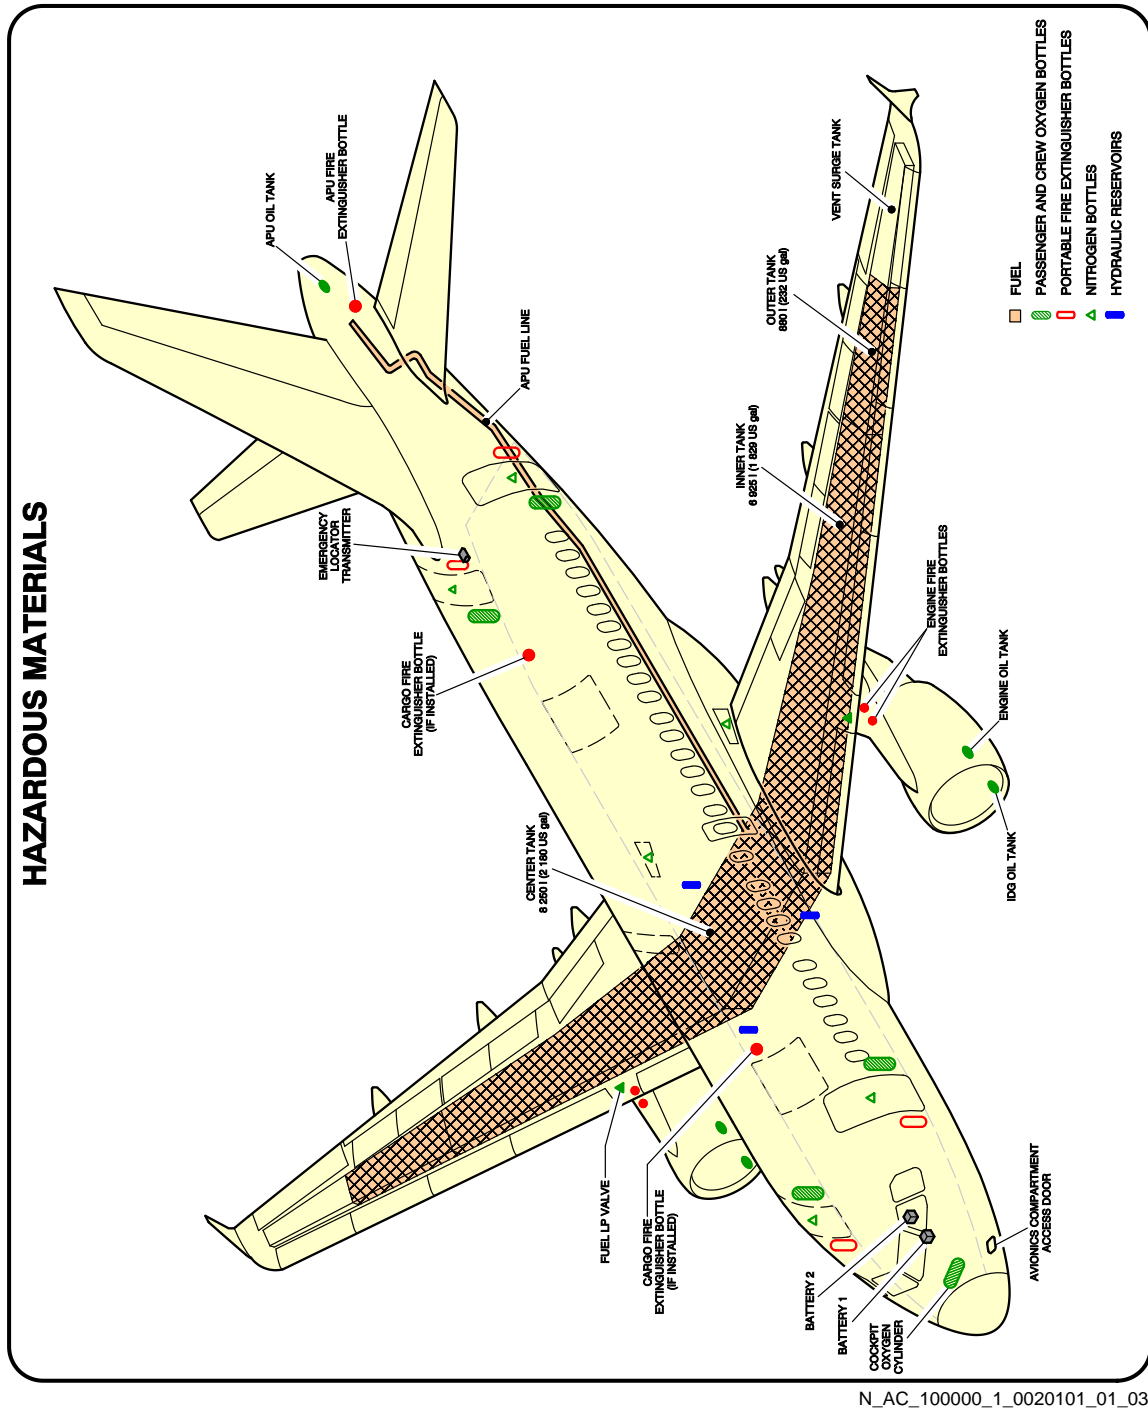 HAZARDOUS MATERIALS
APU OIL TANK
APU FIRE
EXTINGUISHER BOTTLE
APU FUEL LINE
EMERGENCY
LOCATOR
TRANSMITTER
CARGO FIRE
EXTINGUISHER BOTTLE
(IF INSTALLED)
CENTER TANK
8 250 l (2 180 US gal)
VENT SURGE TANK
OUTER TANK
880 l (232 US gal)
INNER TANK
6 925 l (1 829 US gal)
ENGINE FIRE
EXTINGUISHER BOTTLES
ENGINE OIL TANK
IDG OIL TANK
FUEL LP VALVE
CARGO FIRE
EXTINGUISHER BOTTLE
(IF INSTALLED)
BATTERY 2
BATTERY 1
COCKPIT
OXYGEN
CYLINDER
AVIONICS COMPARTMENT
ACCESS DOOR
FUEL
PASSENGER AND CREW OXYGEN BOTTLES
PORTABLE FIRE EXTINGUISHER BOTTLES
NITROGEN BOTTLES
HYDRAULIC RESERVOIRS
N_AC_100000_1_0020101_01_03